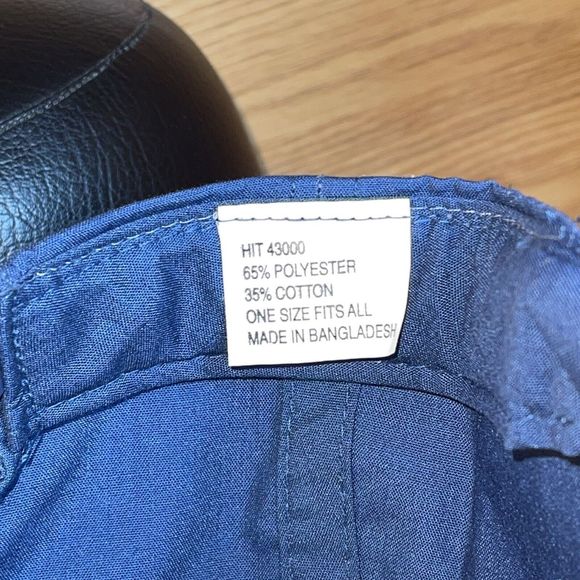 HIT 43000
65% POLYESTER
35% COTTON
ONE SIZE FITS ALL
MADE IN BANGLADESH